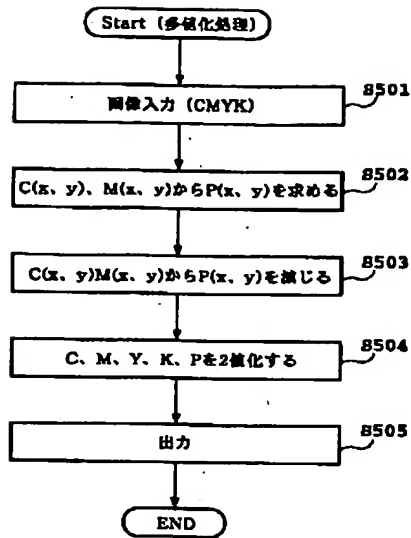 Start (多値化処理)
8501
画像入力 (CMYK)
8502
C(x、y)、M(x、y)からP(x、y)を求める
8503
C(x、y)M(x、y)からP(x、y)を減じる
8504
C、M、Y、K、Pを2値化する
8505
出力
END